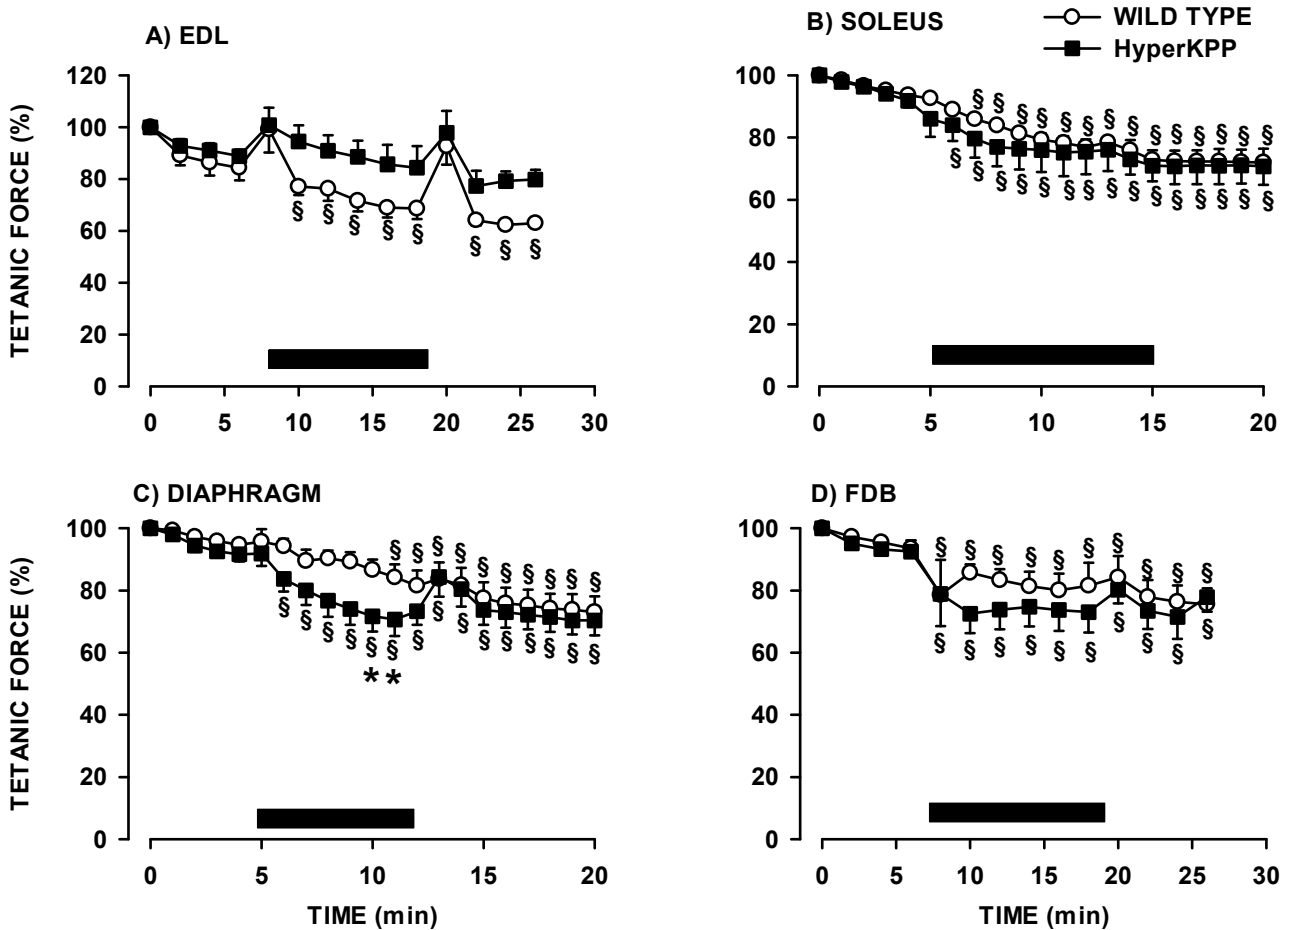 A) EDL
TETANIC FORCE (%)
120
100
80
60
40
20
0
0 5 10 15 20 25 30
§ § § § § § § §
B) SOLEUS
WILD TYPE
HyperKPP
100
80
60
40
20
0
0 5 10 15 20
§ § § § § § § § § § § § § §
§ § § § § § § § § § § § § § §
C) DIAPHRAGM
TETANIC FORCE (%)
100
80
60
40
20
0
0 5 10 15 20
TIME (min)
§ § § § § § § § § §
§ § § § § § § § § § § § § § §
* *
D) FDB
100
80
60
40
20
0
0 5 10 15 20 25 30
TIME (min)
§ § § § § § § § § §
§ § § § § § § § § §